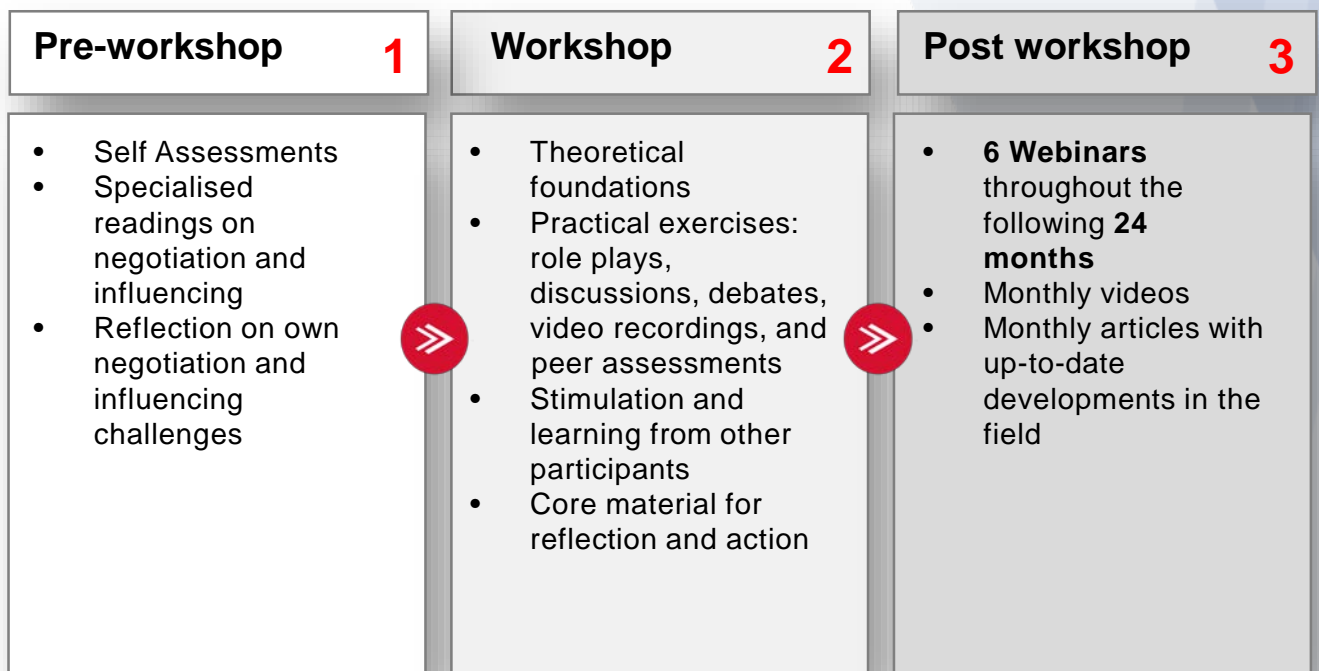 Pre-workshop 1
• Self Assessments
• Specialised
readings on
negotiation and
influencing
• Reflection on own
negotiation and
influencing
challenges
Workshop 2
• Theoretical
foundations
• Practical exercises:
role plays,
discussions, debates,
video recordings, and
peer assessments
• Stimulation and
learning from other
participants
• Core material for
reflection and action
Post workshop 3
• 6 Webinars
throughout the
following 24
months
• Monthly videos
• Monthly articles with
up-to-date
developments in the
field